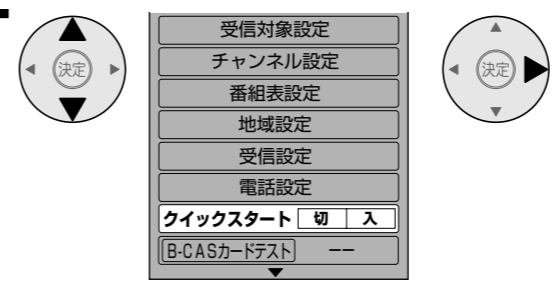 決定
受信対象設定
チャンネル設定
番組表設定
地域設定
受信設定
電話設定
クイックスタート 切 入
B-CASカードテスト --
決定